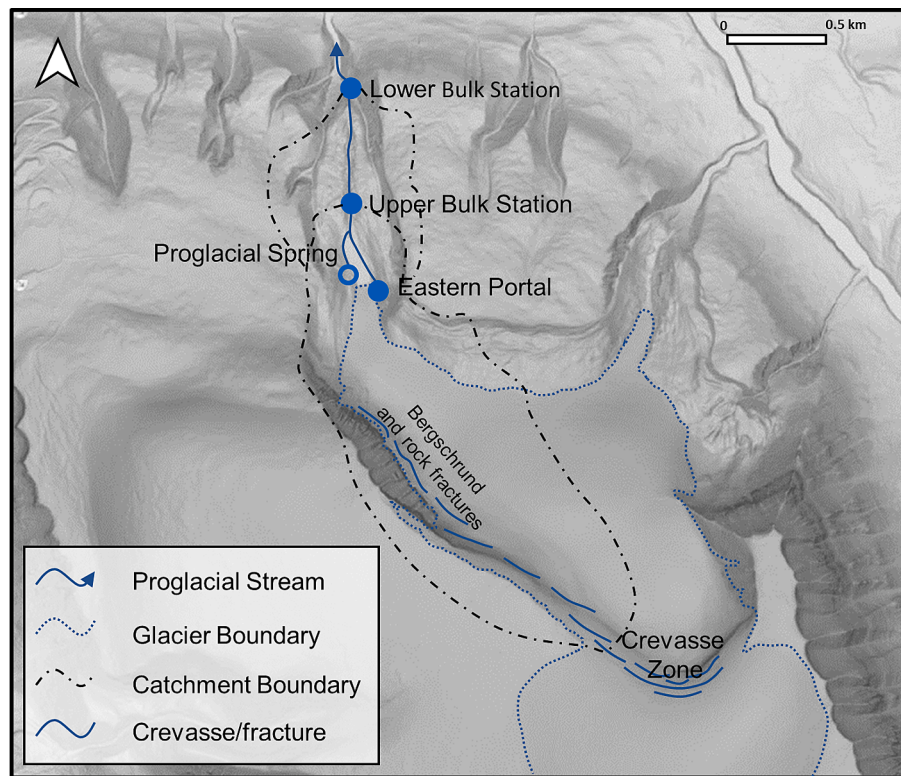 0 0.5 km
Lower Bulk Station
Upper Bulk Station
Proglacial Spring
Eastern Portal
Bergschrund
and rock fractures
Crevasse
Zone
Proglacial Stream
Glacier Boundary
Catchment Boundary
Crevasse/fracture